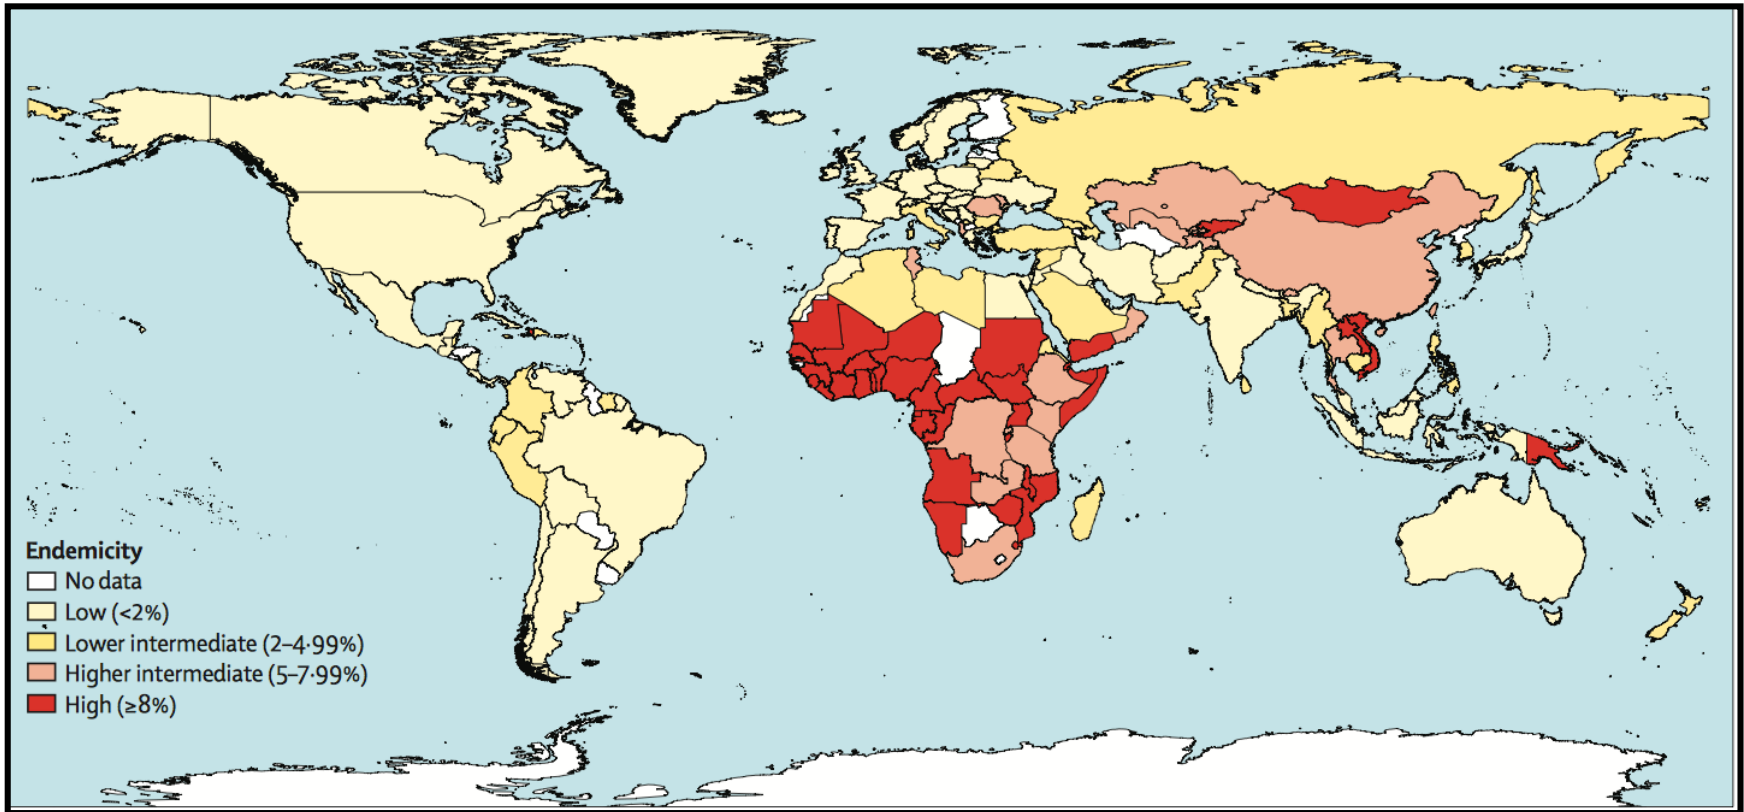 Endemicity
No data
Low (<2%)
Lower intermediate (2–4·99%)
Higher intermediate (5–7·99%)
High (≥8%)